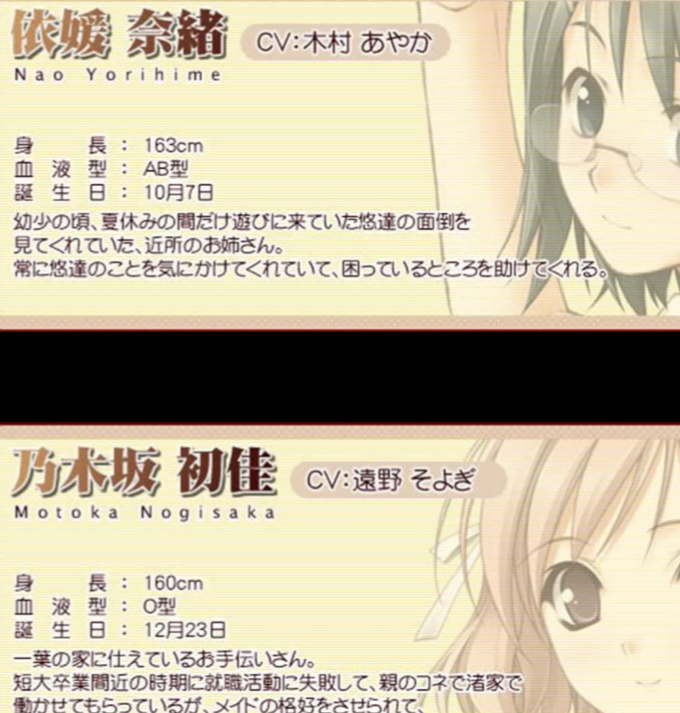 依媛 奈緒 CV:木村 あやか
Nao Yorihime
身長: 163cm
血液型: AB型
誕生日: 10月7日
幼少の頃、夏休みの間だけ遊びに来ていた悠達の面倒を
見てくれていた、近所のお姉さん。
常に悠達のことを気にかけてくれていて、困っているところを助けてくれる。
乃木坂 初佳 CV:遠野 そよぎ
Motoka Nogisaka
身長: 160cm
血液型: O型
誕生日: 12月23日
一葉の家に仕えているお手伝いさん。
短大卒業間近の時期に就職活動に失敗して、親のコネで渚家で
働かせてもらっているが、メイドの格好をさせられて、